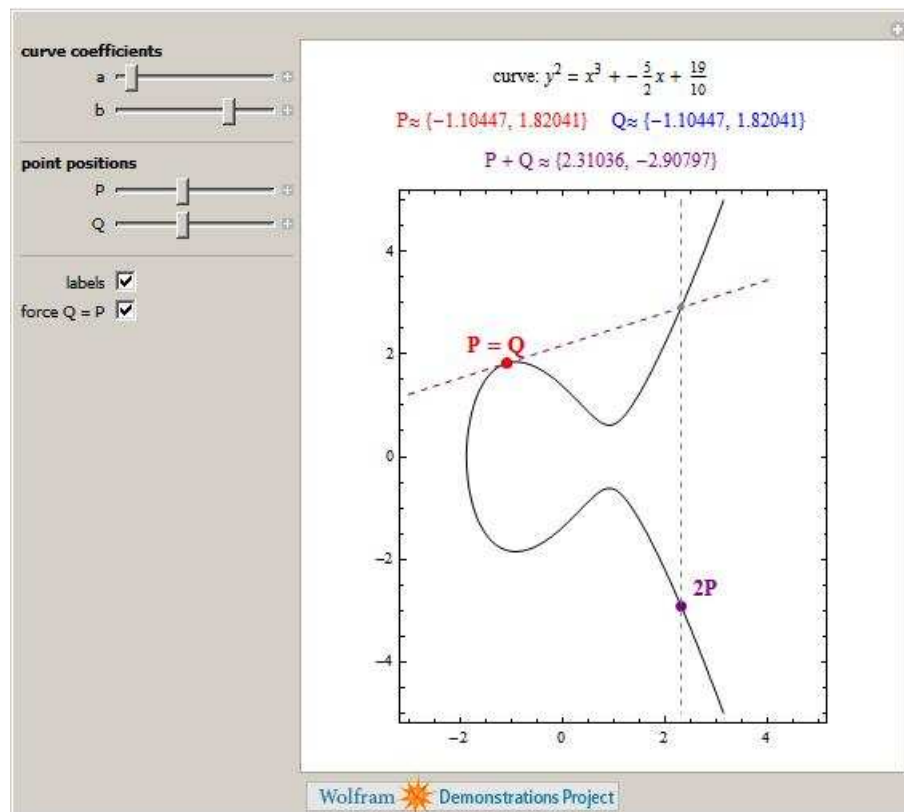 curve coefficients
a
b
point positions
P
Q
labels
force Q = P
curve: y² = x³ + -5/2 x + 19/10
P≈ {-1.10447, 1.82041} Q≈ {-1.10447, 1.82041}
P + Q ≈ {2.31036, -2.90797}
4
2
0
-2
-4
P = Q
2P
-2 0 2 4
Wolfram Demonstrations Project